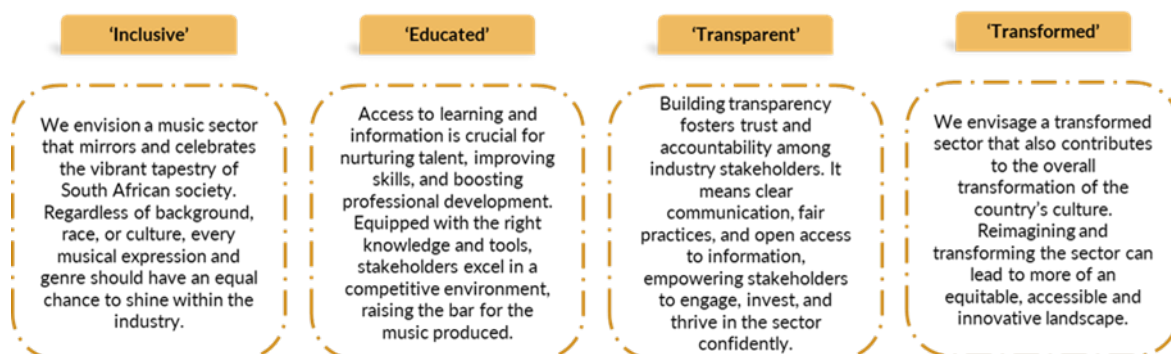 ‘Inclusive’
We envision a music sector
that mirrors and celebrates
the vibrant tapestry of
South African society.
Regardless of background,
race, or culture, every
musical expression and
genre should have an equal
chance to shine within the
industry.
‘Educated’
Access to learning and
information is crucial for
nurturing talent, improving
skills, and boosting
professional development.
Equipped with the right
knowledge and tools,
stakeholders excel in a
competitive environment,
raising the bar for the
music produced.
‘Transparent’
Building transparency
fosters trust and
accountability among
industry stakeholders. It
means clear
communication, fair
practices, and open access
to information,
empowering stakeholders
to engage, invest, and
thrive in the sector
confidently.
‘Transformed’
We envisage a transformed
sector that also contributes
to the overall
transformation of the
country’s culture.
Reimagining and
transforming the sector can
lead to more of an
equitable, accessible and
innovative landscape.